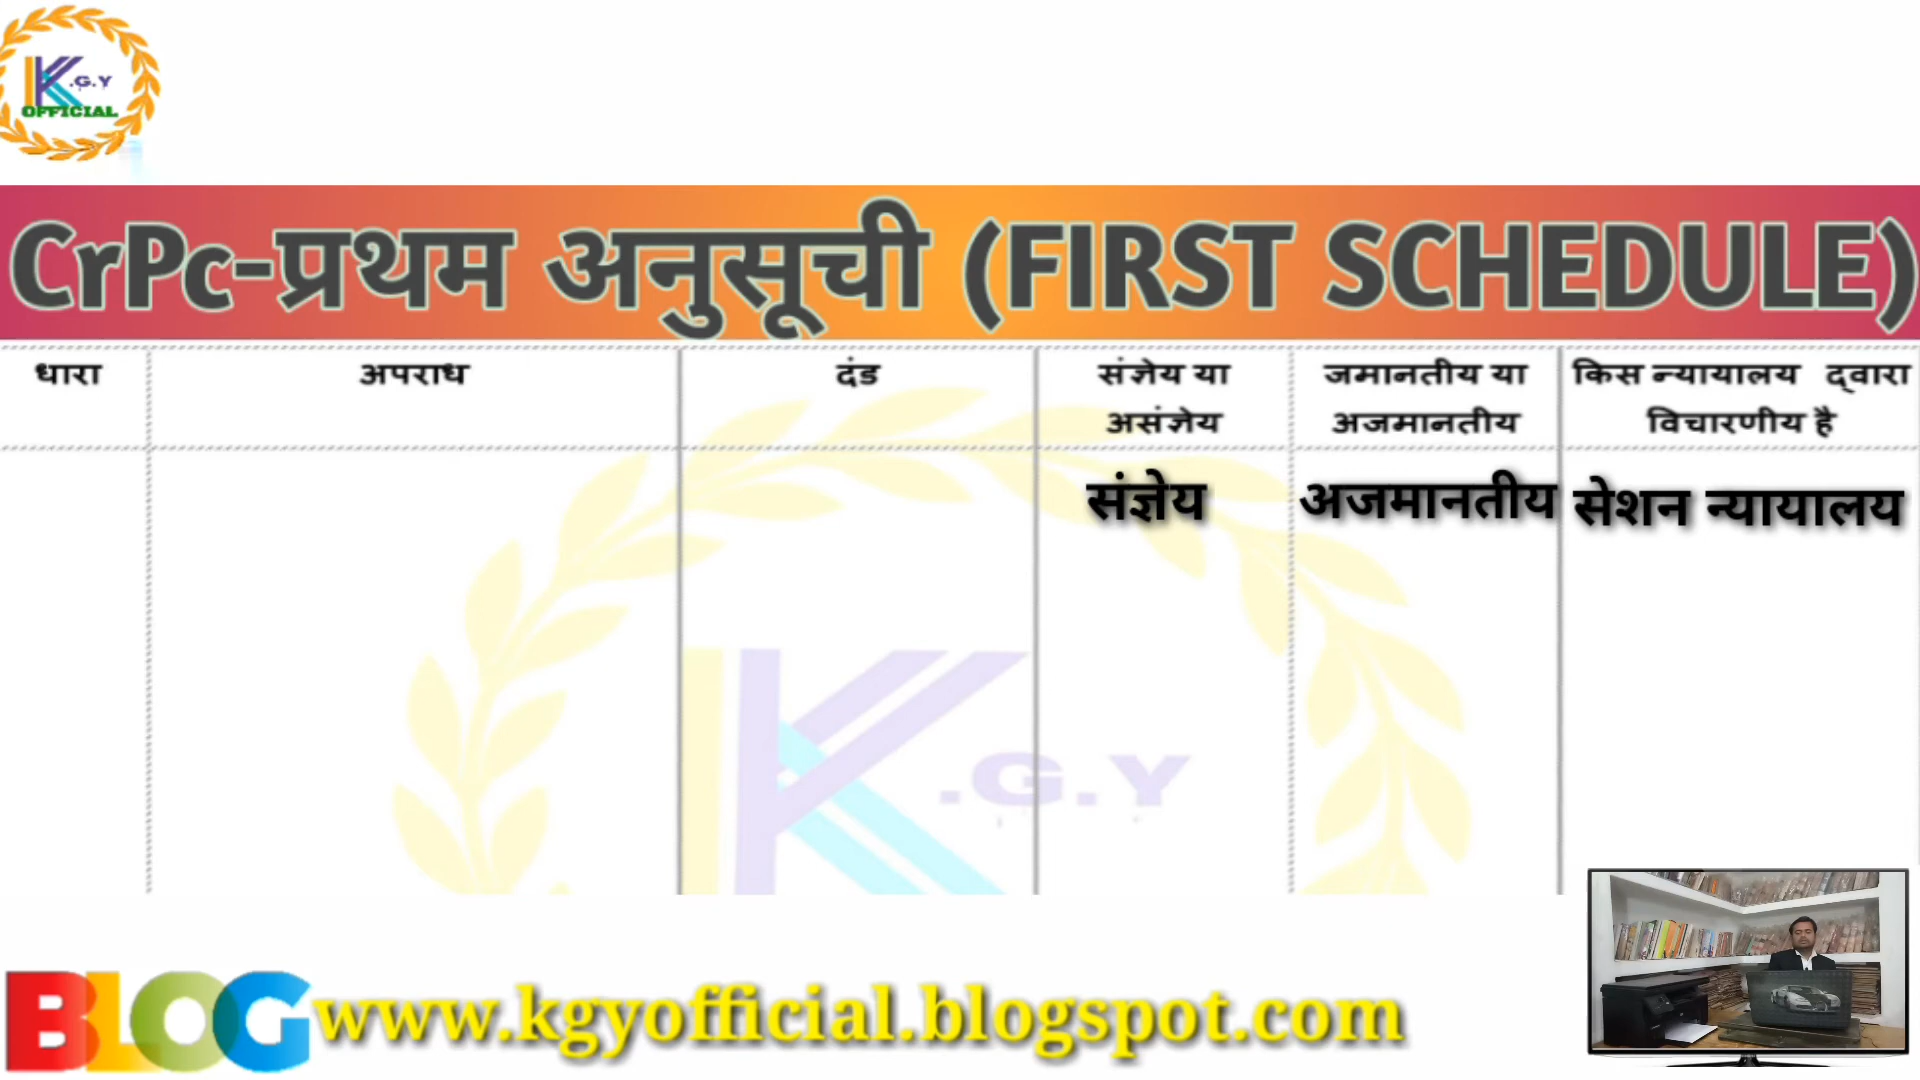 K.G.Y
OFFICIAL
CrPc-प्रथम अनुसूची (FIRST SCHEDULE)
धारा अपराध दंड संज्ञेय या असंज्ञेय जमानतीय या अजमानतीय किस न्यायालय द्वारा विचारणीय है
संज्ञेय अजमानतीय सेशन न्यायालय
K.G.Y
BLOG www.kgyofficial.blogspot.com